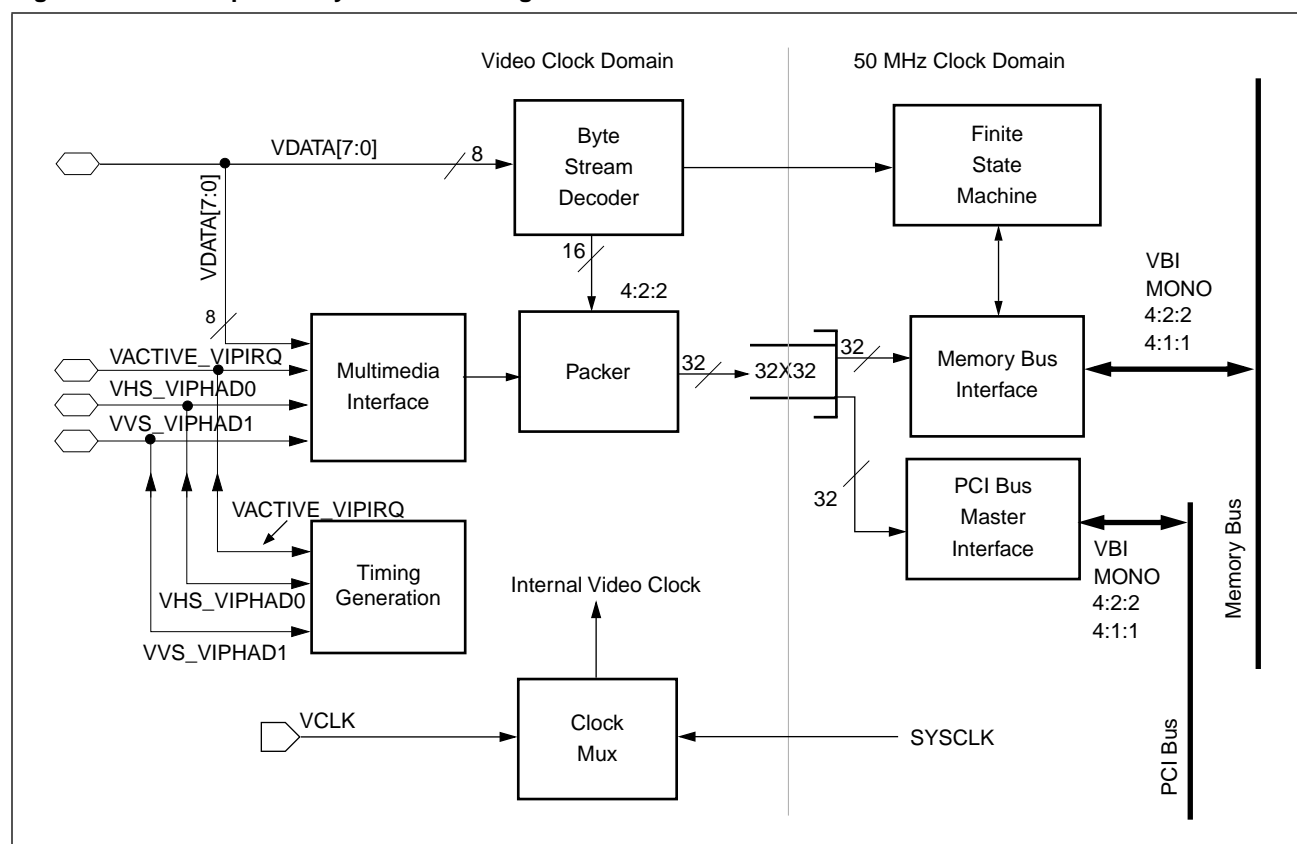 Video Clock Domain
50 MHz Clock Domain
VDATA[7:0]
8
Byte
Stream
Decoder
Finite
State
Machine
VDATA[7:0]
16
4:2:2
8
VACTIVE_VIPIRQ
VHS_VIPHAD0
VVS_VIPHAD1
Multimedia
Interface
Packer
32
32X32
32
Memory Bus
Interface
VBI
MONO
4:2:2
4:1:1
32
PCI Bus
Master
Interface
VBI
MONO
4:2:2
4:1:1
Memory Bus
VACTIVE_VIPIRQ
VHS_VIPHAD0
VVS_VIPHAD1
Timing
Generation
Internal Video Clock
VCLK
Clock
Mux
SYSCLK
PCI Bus